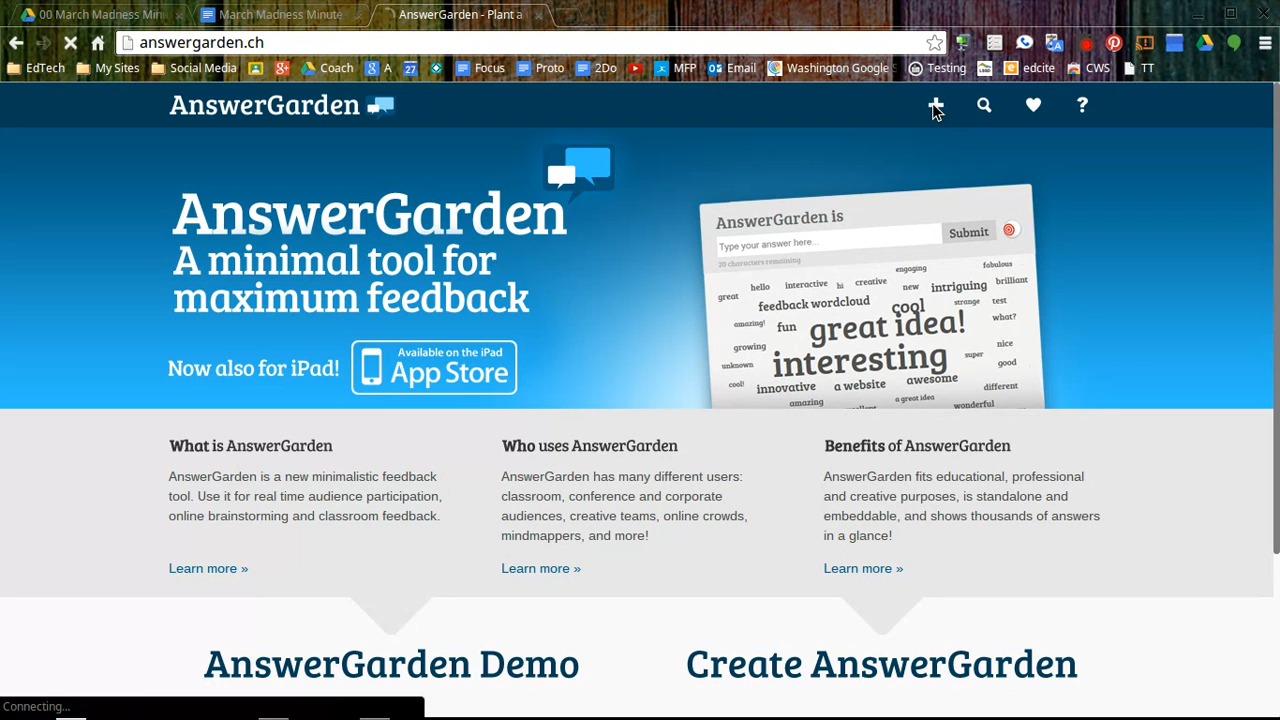 00 March Madness Min
March Madness Minute
AnswerGarden - Plant a
answergarden.ch
EdTech
My Sites
Social Media
Coach
A
27
Focus
Proto
2Do
MFP
Email
Washington Google
Testing
edcite
CWS
TT
AnswerGarden
?
AnswerGarden
A minimal tool for
maximum feedback
Now also for iPad!
Available on the iPad
App Store
AnswerGarden is
Type your answer here...
Submit
20 characters remaining
engaging
fabulous
great
hello
interactive
hi
creative
new
intriguing
brilliant
feedback
wordcloud
cool
strange
test
amazing!
fun
great idea!
what?
growing
interesting
super
nice
unknown
good
cool!
innovative
a website
awesome
different
amazing
excellent
a great idea
wonderful
What is AnswerGarden
AnswerGarden is a new minimalistic feedback
tool. Use it for real time audience participation,
online brainstorming and classroom feedback.
Learn more »
Who uses AnswerGarden
AnswerGarden has many different users:
classroom, conference and corporate
audiences, creative teams, online crowds,
mindmappers, and more!
Learn more »
Benefits of AnswerGarden
AnswerGarden fits educational, professional
and creative purposes, is standalone and
embeddable, and shows thousands of answers
in a glance!
Learn more »
AnswerGarden Demo
Create AnswerGarden
Connecting...